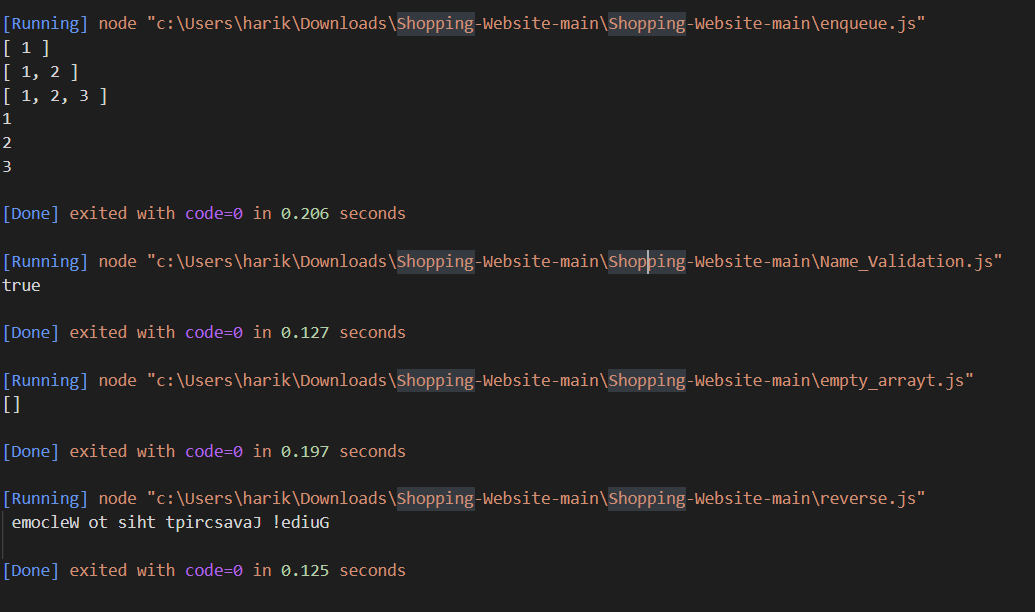 [Running] node "c:\Users\harik\Downloads\Shopping-Website-main\Shopping-Website-main\enqueue.js"
[ 1 ]
[ 1, 2 ]
[ 1, 2, 3 ]
1
2
3
[Done] exited with code=0 in 0.206 seconds
[Running] node "c:\Users\harik\Downloads\Shopping-Website-main\Shopping-Website-main\Name_Validation.js"
true
[Done] exited with code=0 in 0.127 seconds
[Running] node "c:\Users\harik\Downloads\Shopping-Website-main\Shopping-Website-main\empty_arrayt.js"
[]
[Done] exited with code=0 in 0.197 seconds
[Running] node "c:\Users\harik\Downloads\Shopping-Website-main\Shopping-Website-main\reverse.js"
emocleW ot siht tpircsavaJ !ediuG
[Done] exited with code=0 in 0.125 seconds